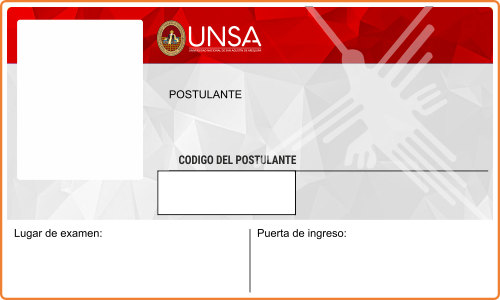 UNSA
UNIVERSIDAD NACIONAL DE SAN AGUSTÍN DE AREQUIPA
POSTULANTE
CODIGO DEL POSTULANTE
Lugar de examen:
Puerta de ingreso: